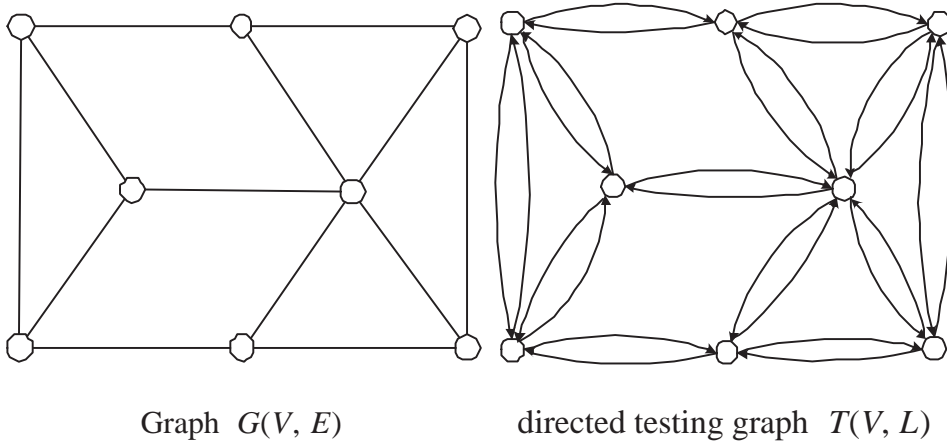 Graph G(V, E)
directed testing graph T(V, L)